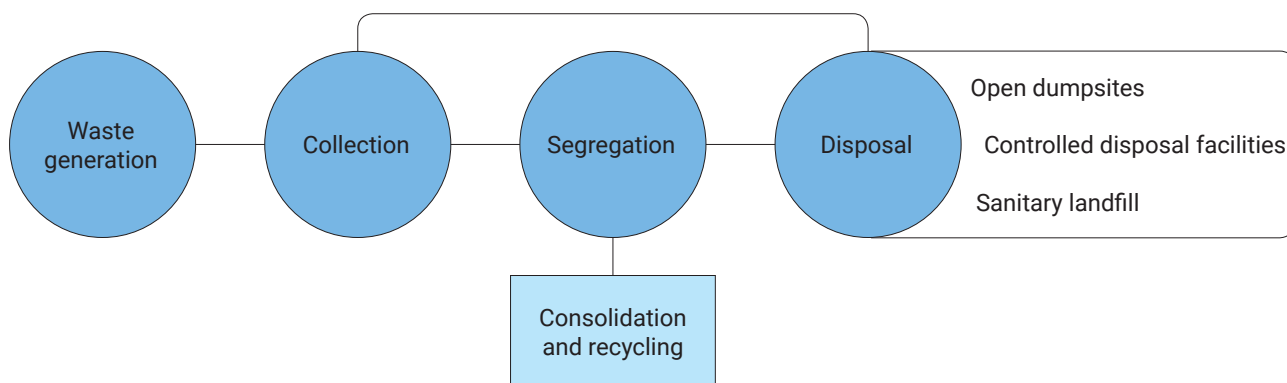 Waste
generation
Collection
Segregation
Disposal
Open dumpsites
Controlled disposal facilities
Sanitary landfill
Consolidation
and recycling